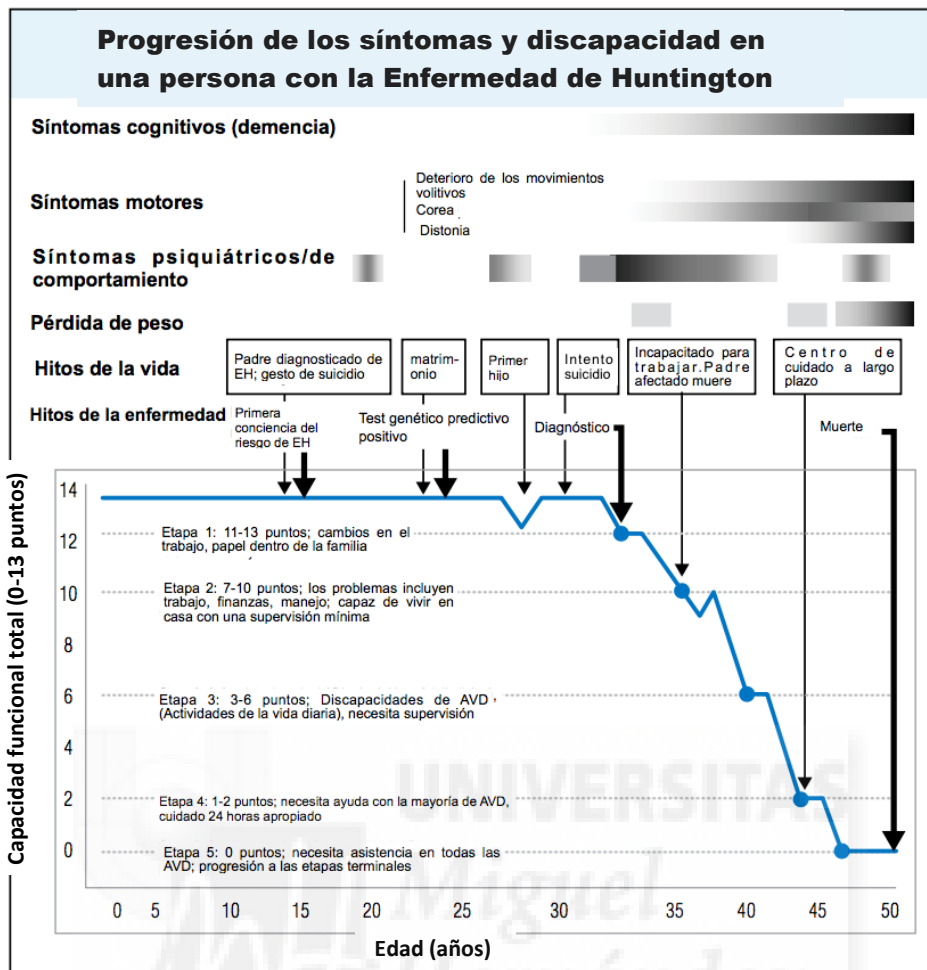 Progresión de los síntomas y discapacidad en
una persona con la Enfermedad de Huntington
Síntomas cognitivos (demencia)
Síntomas motores
Deterioro de los movimientos
volitivos
Corea
Distonia
Síntomas psiquiátricos/de
comportamiento
Pérdida de peso
Hitos de la vida
Padre diagnosticado de
EH; gesto de suicidio
matrim-
onio
Primer
hijo
Intento
suicidio
Incapacitado para
trabajar.Padre
afectado muere
Centro de
cuidado a largo
plazo
Hitos de la enfermedad
Primera
conciencia del
riesgo de EH
Test genético predictivo
positivo
Diagnóstico
Muerte
Capacidad funcional total (0-13 puntos)
14
12
10
8
6
4
2
0
Etapa 1: 11-13 puntos; cambios en el
trabajo, papel dentro de la familia
Etapa 2: 7-10 puntos; los problemas incluyen
trabajo, finanzas, manejo; capaz de vivir en
casa con una supervisión mínima
Etapa 3: 3-6 puntos; Discapacidades de AVD
(Actividades de la vida diaria), necesita supervisión
Etapa 4: 1-2 puntos; necesita ayuda con la mayoría de AVD,
cuidado 24 horas apropiado
Etapa 5: 0 puntos; necesita asistencia en todas las
AVD; progresión a las etapas terminales
UNIVERSITAS
Miguel
Hernández
0 5 10 15 20 25 30 35 40 45 50
Edad (años)